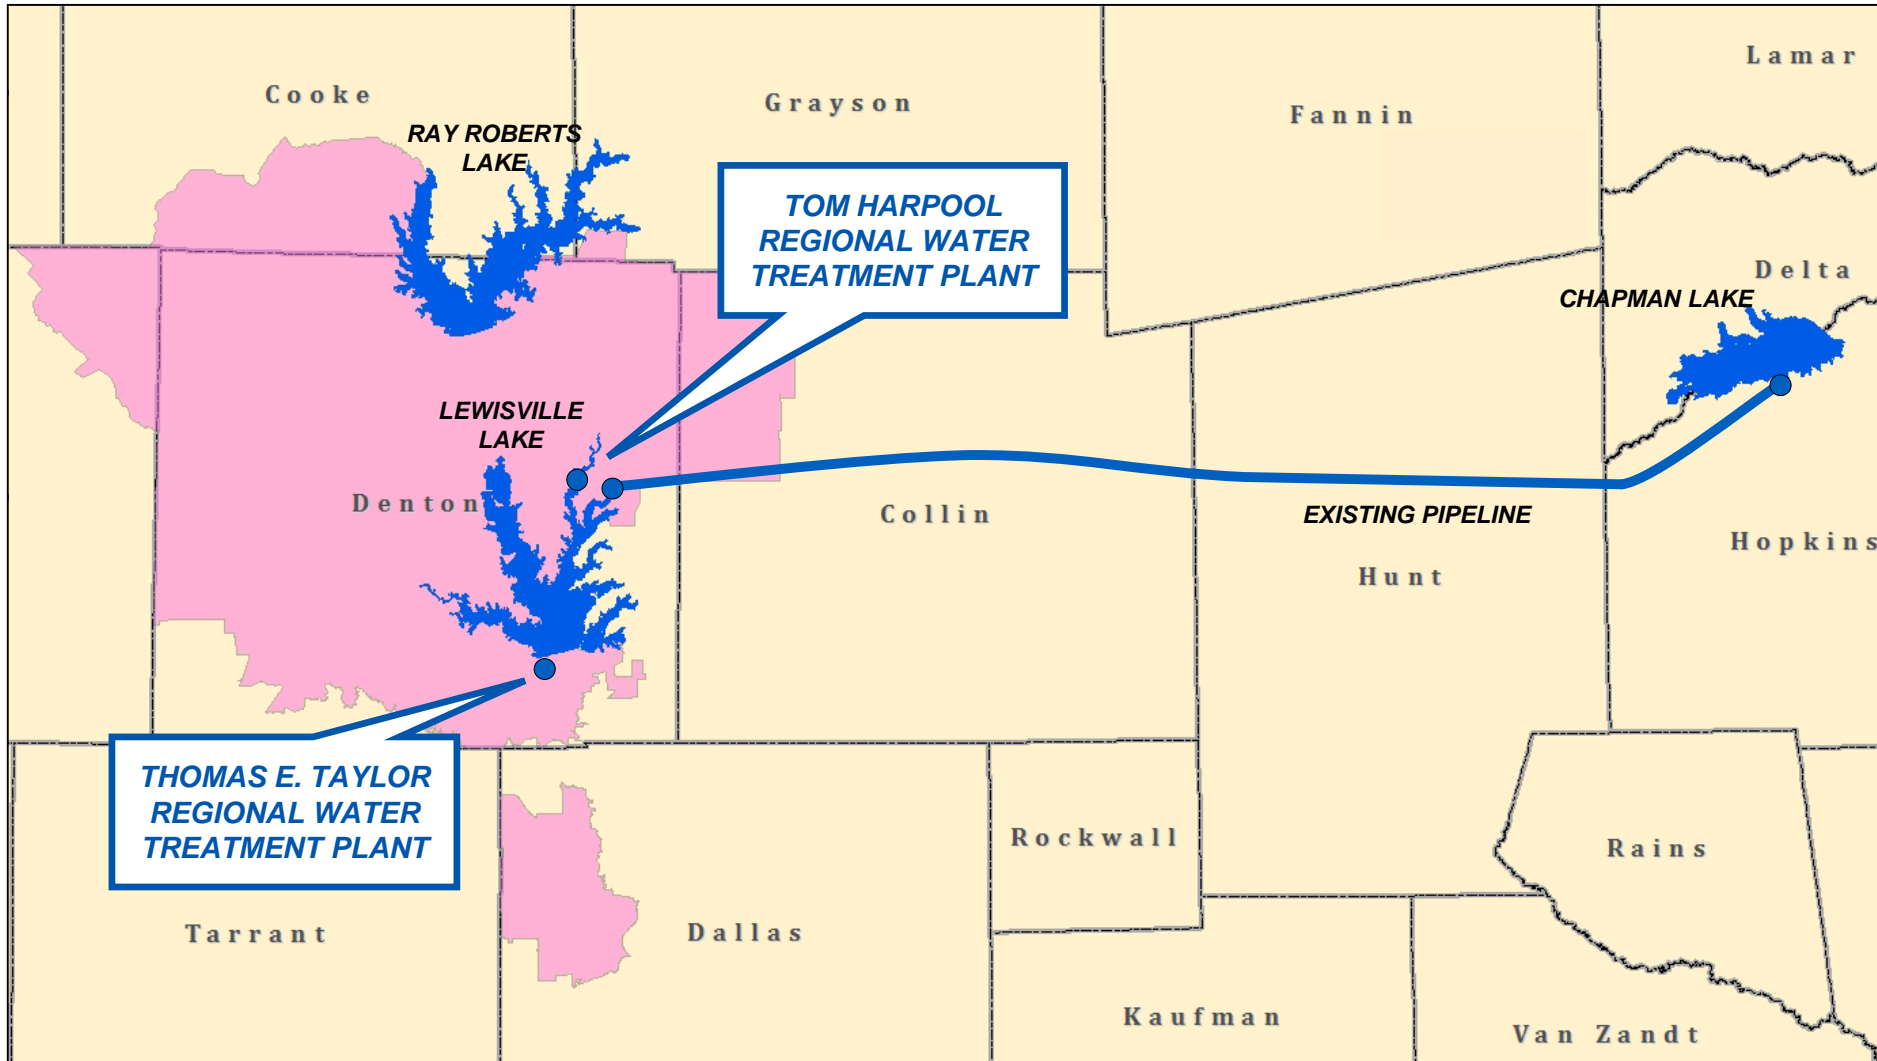 Lamar
Cooke
Grayson
Fannin
RAY ROBERTS
LAKE
TOM HARPOOL
REGIONAL WATER
TREATMENT PLANT
Delta
CHAPMAN LAKE
LEWISVILLE
LAKE
Denton
Collin
EXISTING PIPELINE
Hopkins
Hunt
THOMAS E. TAYLOR
REGIONAL WATER
TREATMENT PLANT
Rockwall
Rains
Tarrant
Dallas
Kaufman
Van Zandt